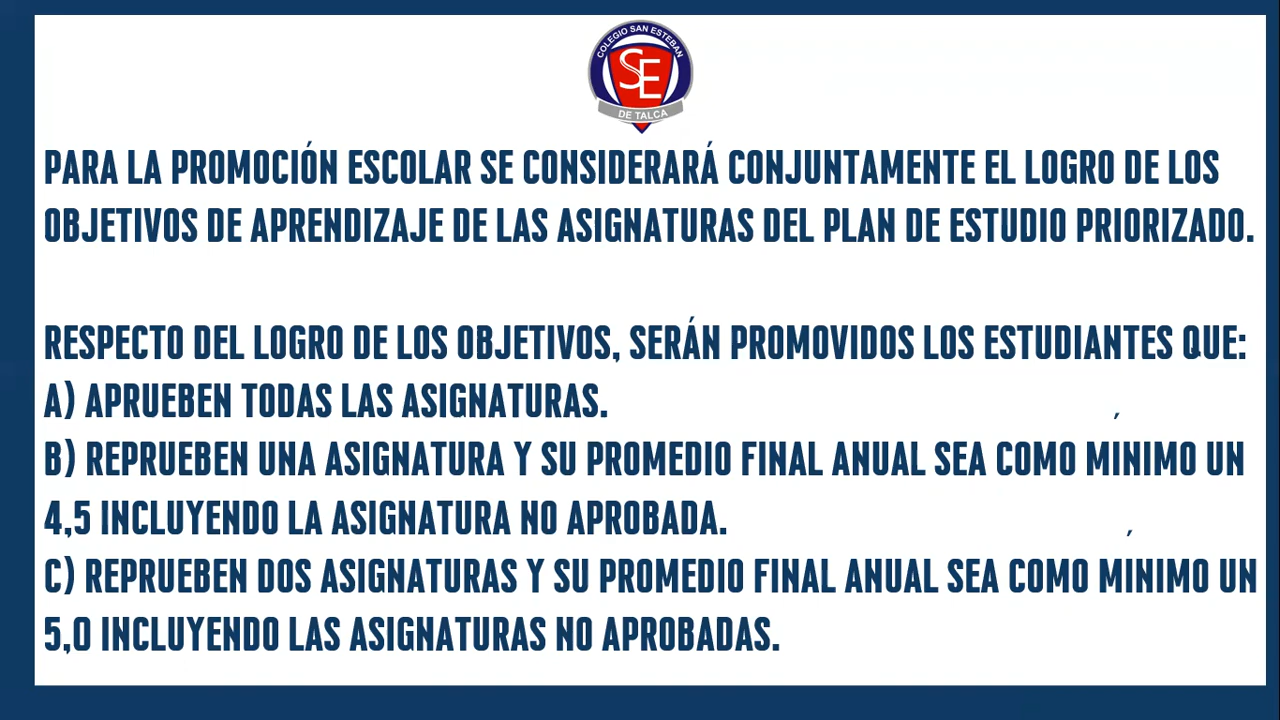 COLEGIO SAN ESTEBAN
SE
DE TALCA
PARA LA PROMOCIÓN ESCOLAR SE CONSIDERARÁ CONJUNTAMENTE EL LOGRO DE LOS
OBJETIVOS DE APRENDIZAJE DE LAS ASIGNATURAS DEL PLAN DE ESTUDIO PRIORIZADO.
RESPECTO DEL LOGRO DE LOS OBJETIVOS, SERÁN PROMOVIDOS LOS ESTUDIANTES QUE:
A) APRUEBEN TODAS LAS ASIGNATURAS.
B) REPRUEBEN UNA ASIGNATURA Y SU PROMEDIO FINAL ANUAL SEA COMO MÍNIMO UN
4,5 INCLUYENDO LA ASIGNATURA NO APROBADA.
C) REPRUEBEN DOS ASIGNATURAS Y SU PROMEDIO FINAL ANUAL SEA COMO MÍNIMO UN
5,0 INCLUYENDO LAS ASIGNATURAS NO APROBADAS.